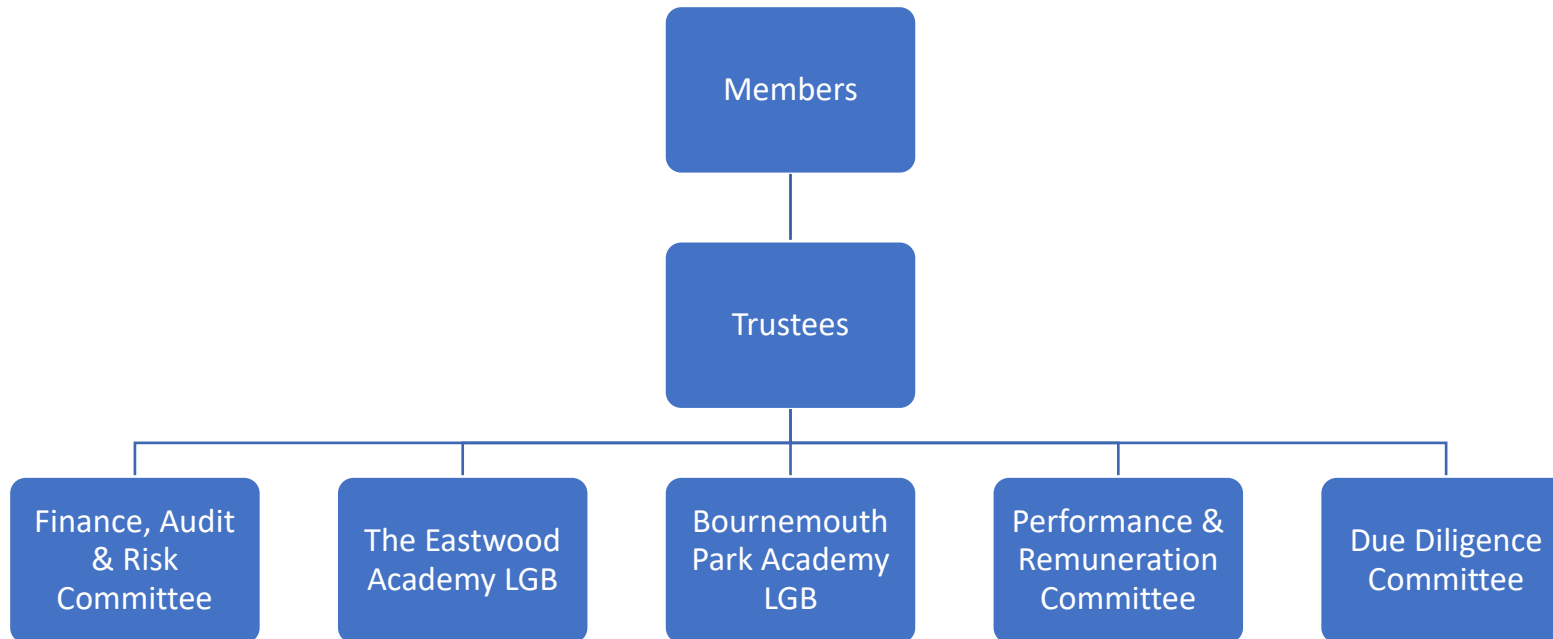 Members
Trustees
Finance, Audit
& Risk
Committee
The Eastwood
Academy LGB
Bournemouth
Park Academy
LGB
Performance &
Remuneration
Committee
Due Diligence
Committee